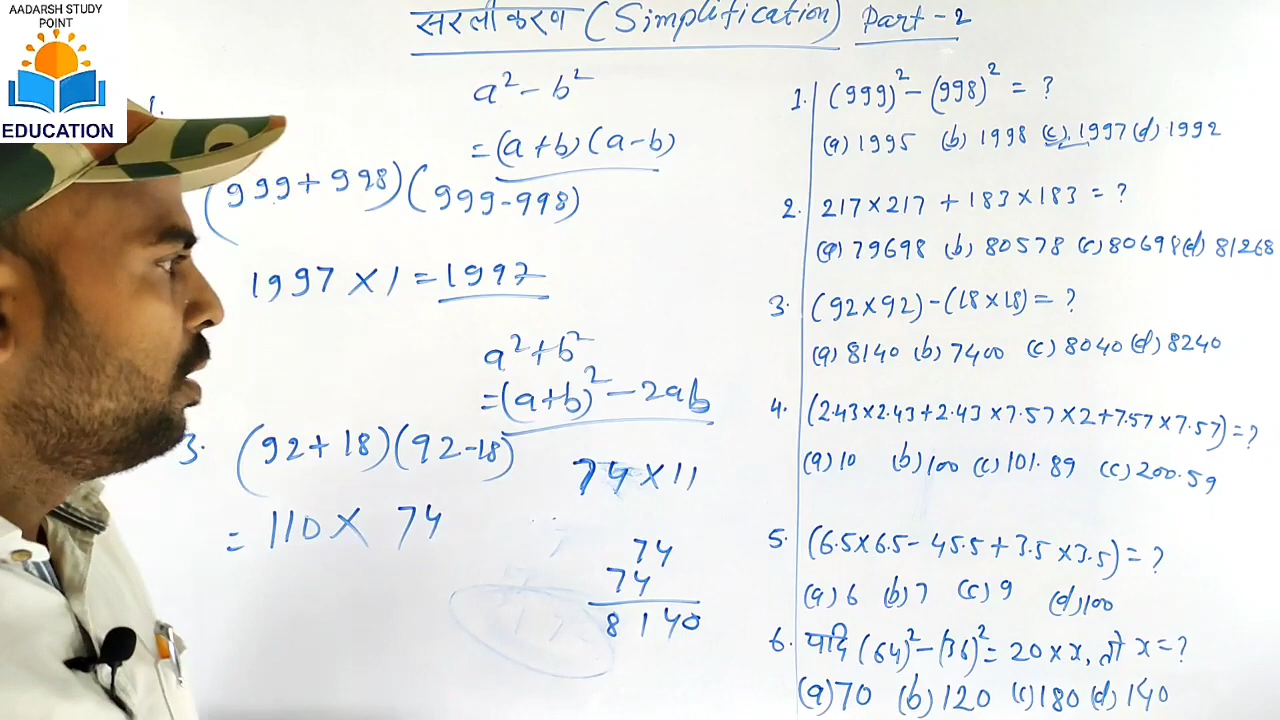 AADARSH STUDY
POINT
EDUCATION
सरलीकरण (Simplification) Part - 2
1.
a² - b²
= (a+b) (a-b)
(999+998) (999-998)
1997 × 1 = 1997
a² + b²
= (a+b)² - 2ab
3. (92+18) (92-18)
= 110 × 74
74 × 11
74
74
8140
1. (999)² - (998)² = ?
(a) 1995 (b) 1998 (c) 1997 (d) 1992
2. 217×217 + 183×183 = ?
(a) 79698 (b) 80578 (c) 80698 (d) 81268
3. (92×92) - (18×18) = ?
(a) 8140 (b) 7400 (c) 8040 (d) 8240
4. (2.43×2.43+2.43×7.57×2+7.57×7.57) = ?
(a) 10 (b) 100 (c) 101.89 (c) 200.59
5. (6.5×6.5 - 45.5 + 3.5×3.5) = ?
(a) 6 (b) 7 (c) 9 (d) 100
6. यदि (64)² - (36)² = 20 × x, तो x = ?
(a) 70 (b) 120 (c) 180 (d) 140